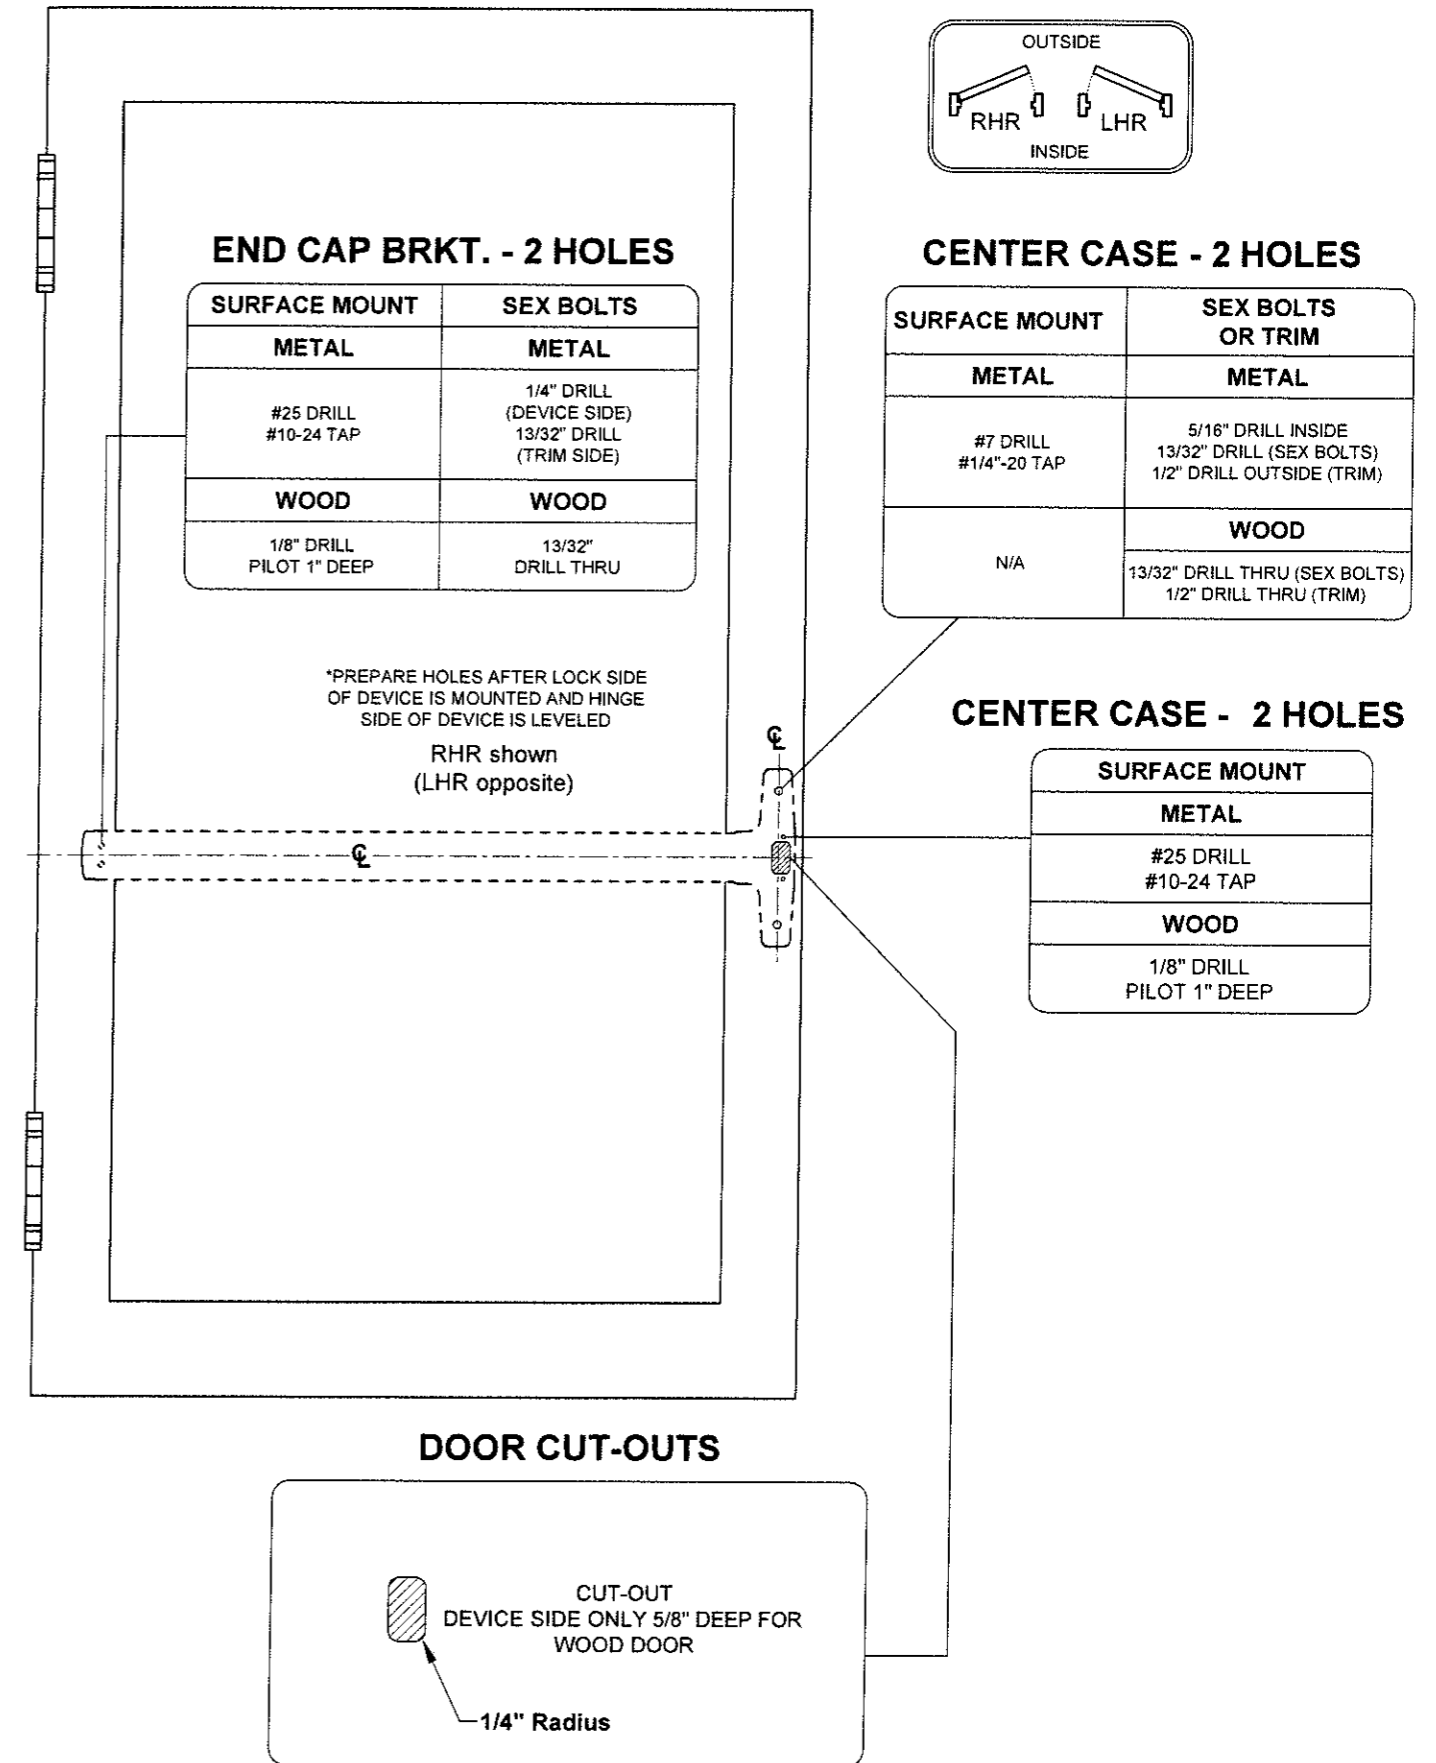 OUTSIDE
RHR
LHR
INSIDE
END CAP BRKT. - 2 HOLES
SURFACE MOUNT
SEX BOLTS
METAL
METAL
#25 DRILL
#10-24 TAP
1/4" DRILL
(DEVICE SIDE)
13/32" DRILL
(TRIM SIDE)
WOOD
WOOD
1/8" DRILL
PILOT 1" DEEP
13/32"
DRILL THRU
CENTER CASE - 2 HOLES
SURFACE MOUNT
SEX BOLTS
OR TRIM
METAL
METAL
#7 DRILL
#1/4"-20 TAP
5/16" DRILL INSIDE
13/32" DRILL (SEX BOLTS)
1/2" DRILL OUTSIDE (TRIM)
N/A
WOOD
13/32" DRILL THRU (SEX BOLTS)
1/2" DRILL THRU (TRIM)
*PREPARE HOLES AFTER LOCK SIDE
OF DEVICE IS MOUNTED AND HINGE
SIDE OF DEVICE IS LEVELED
RHR shown
(LHR opposite)
℄
℄
CENTER CASE - 2 HOLES
SURFACE MOUNT
METAL
#25 DRILL
#10-24 TAP
WOOD
1/8" DRILL
PILOT 1" DEEP
DOOR CUT-OUTS
CUT-OUT
DEVICE SIDE ONLY 5/8" DEEP FOR
WOOD DOOR
1/4" Radius